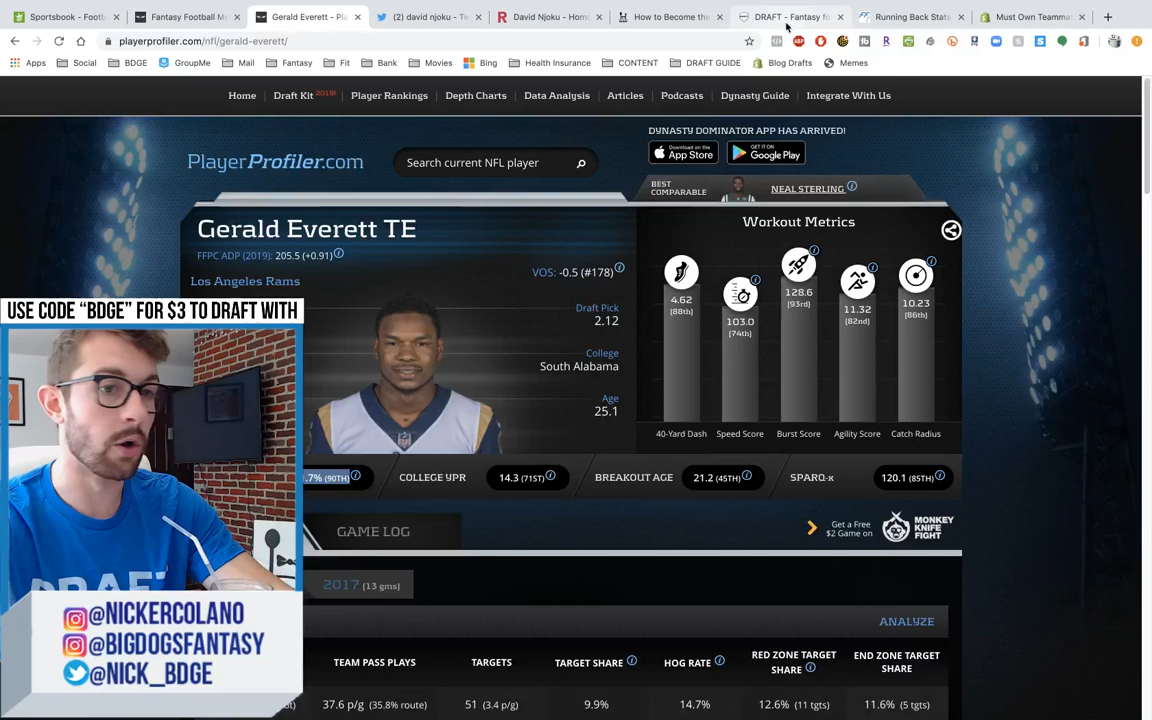 Sportsbook - Fantasy Footb
Fantasy Football M
Gerald Everett - Play
(2) david njoku - Tw
David Njoku - Hom
How to Become the
DRAFT - Fantasy fo
Running Back Stats
Must Own Teammat
playerprofiler.com/nfl/gerald-everett/
Apps Social BDGE GroupMe Mail Fantasy Fit Bank Movies Bing Health Insurance CONTENT DRAFT GUIDE Blog Drafts Memes
Home Draft Kit 2019! Player Rankings Depth Charts Data Analysis Articles Podcasts Dynasty Guide Integrate With Us
DYNASTY DOMINATOR APP HAS ARRIVED!
PlayerProfiler.com
Search current NFL player
Download on the App Store
GET IT ON Google Play
BEST COMPARABLE
NEAL STERLING
Gerald Everett TE
FFPC ADP (2019): 205.5 (+0.91)
Los Angeles Rams
VOS: -0.5 (#178)
Draft Pick
2.12
College
South Alabama
Age
25.1
Workout Metrics
4.62 (88th)
103.0 (74th)
128.6 (93rd)
11.32 (82nd)
10.23 (86th)
40-Yard Dash Speed Score Burst Score Agility Score Catch Radius
USE CODE "BDGE" FOR $3 TO DRAFT WITH
.7% (90TH)
COLLEGE YPR 14.3 (71ST)
BREAKOUT AGE 21.2 (45TH)
SPARQ-x 120.1 (85TH)
GAME LOG
Get a Free
$2 Game on
MONKEY
KNIFE
FIGHT
2017 (13 gms)
ANALYZE
TEAM PASS PLAYS TARGETS TARGET SHARE HOG RATE RED ZONE TARGET SHARE END ZONE TARGET SHARE
37.6 p/g (35.8% route) 51 (3.4 p/g) 9.9% 14.7% 12.6% (11 tgts) 11.6% (5 tgts)
DRAFT
@NICKERCOLANO
@BIGDOGSFANTASY
@NICK_BDGE